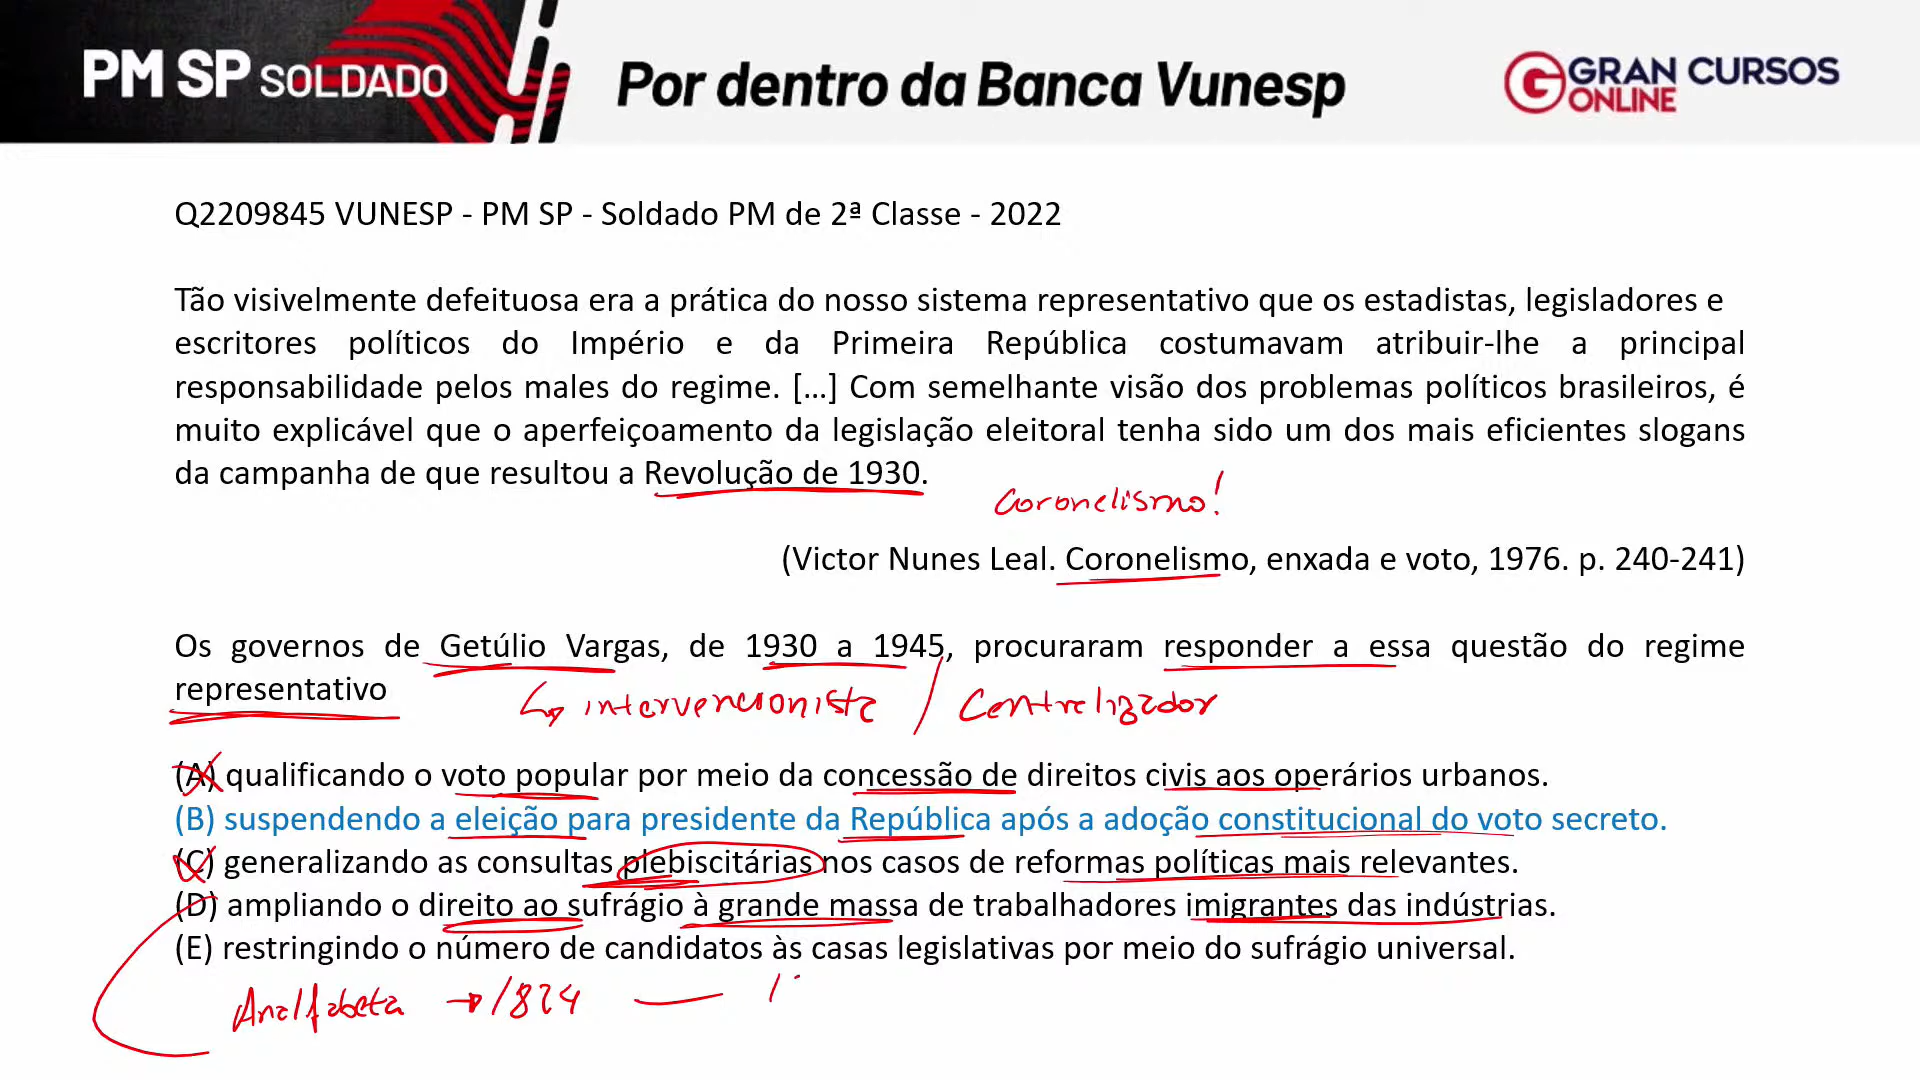 PM SP SOLDADO
Por dentro da Banca Vunesp
GRAN CURSOS
ONLINE
Q2209845 VUNESP - PM SP - Soldado PM de 2ª Classe - 2022
Tão visivelmente defeituosa era a prática do nosso sistema representativo que os estadistas, legisladores e
escritores políticos do Império e da Primeira República costumavam atribuir-lhe a principal
responsabilidade pelos males do regime. [...] Com semelhante visão dos problemas políticos brasileiros, é
muito explicável que o aperfeiçoamento da legislação eleitoral tenha sido um dos mais eficientes slogans
da campanha de que resultou a Revolução de 1930.
Coronelismo!
(Victor Nunes Leal. Coronelismo, enxada e voto, 1976. p. 240-241)
Os governos de Getúlio Vargas, de 1930 a 1945, procuraram responder a essa questão do regime
representativo
↳ intervencionista / Centralizador
(A) qualificando o voto popular por meio da concessão de direitos civis aos operários urbanos.
(B) suspendendo a eleição para presidente da República após a adoção constitucional do voto secreto.
(C) generalizando as consultas plebiscitárias nos casos de reformas políticas mais relevantes.
(D) ampliando o direito ao sufrágio à grande massa de trabalhadores imigrantes das indústrias.
(E) restringindo o número de candidatos às casas legislativas por meio do sufrágio universal.
Analfabeta → 1824 —